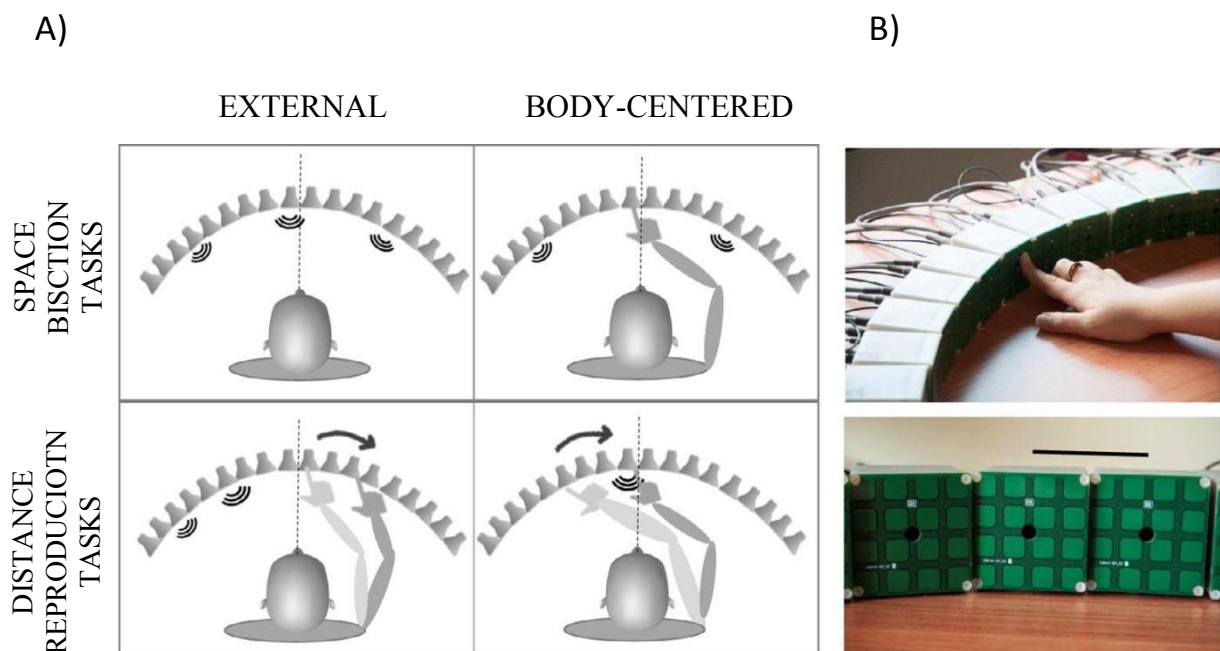 A)
B)
EXTERNAL
BODY-CENTERED
SPACE
BISCTION
TASKS
DISTANCE
REPRODUCIOTN
TASKS